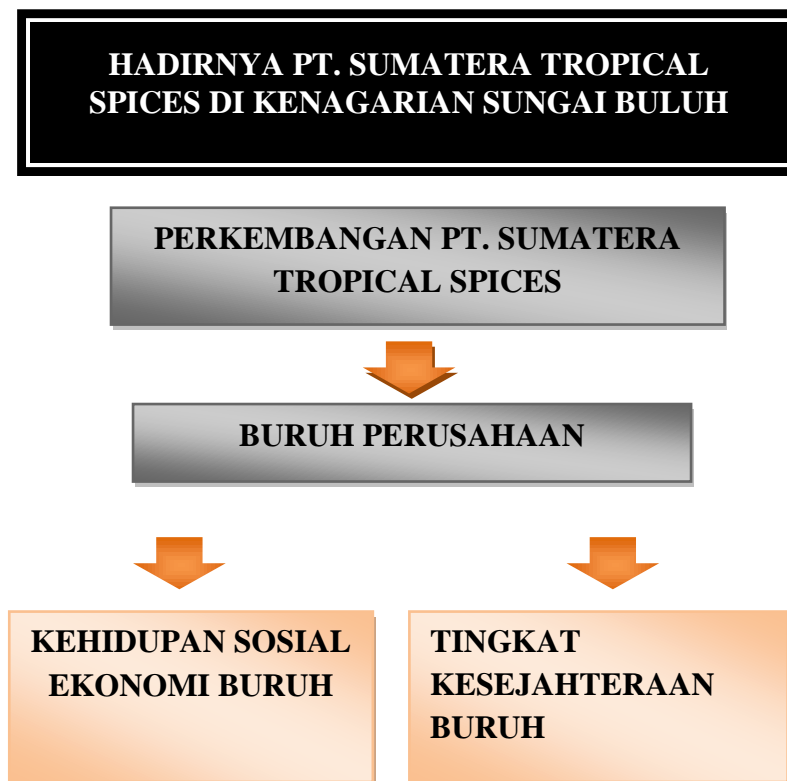 HADIRNYA PT. SUMATERA TROPICAL
SPICES DI KENAGARIAN SUNGAI BULUH
PERKEMBANGAN PT. SUMATERA
TROPICAL SPICES
BURUH PERUSAHAAN
KEHIDUPAN SOSIAL
EKONOMI BURUH
TINGKAT
KESEJAHTERAAN
BURUH